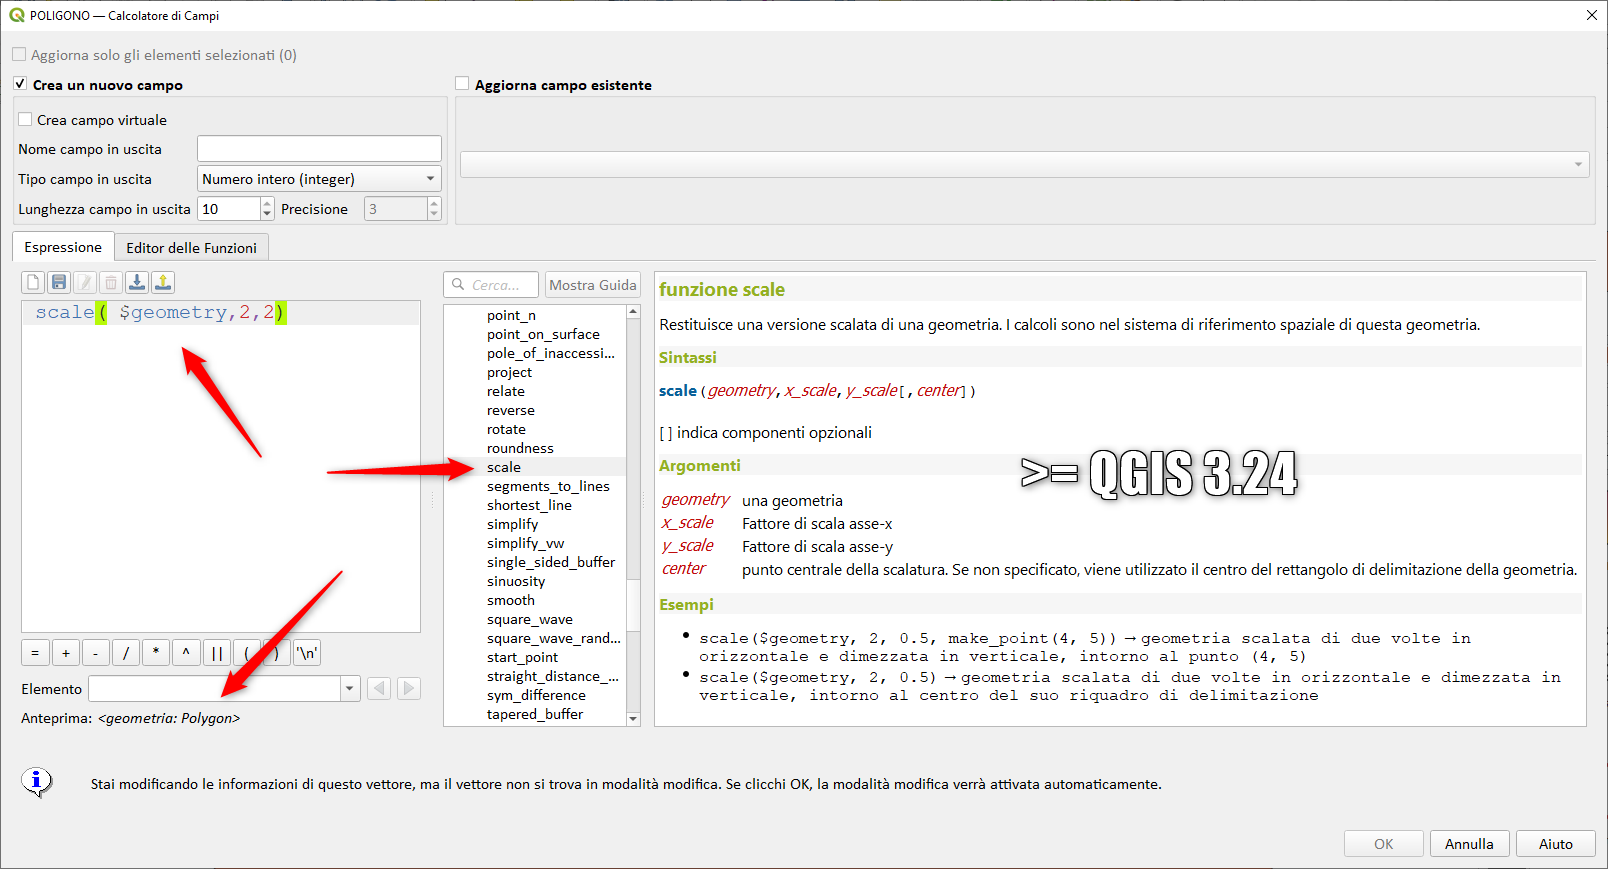 POLIGONO — Calcolatore di Campi
Aggiorna solo gli elementi selezionati (0)
Crea un nuovo campo
Aggiorna campo esistente
Crea campo virtuale
Nome campo in uscita
Tipo campo in uscita
Numero intero (integer)
Lunghezza campo in uscita
10
Precisione
3
Espressione
Editor delle Funzioni
scale( $geometry,2,2)
= + - / * ^ || ( ) '\n'
Elemento
Anteprima: <geometria: Polygon>
Cerca...
Mostra Guida
point_n
point_on_surface
pole_of_inaccessi...
project
relate
reverse
rotate
roundness
scale
segments_to_lines
shortest_line
simplify
simplify_vw
single_sided_buffer
sinuosity
smooth
square_wave
square_wave_rand...
start_point
straight_distance_...
sym_difference
tapered_buffer
funzione scale
Restituisce una versione scalata di una geometria. I calcoli sono nel sistema di riferimento spaziale di questa geometria.
Sintassi
scale(geometry,x_scale,y_scale[,center])
[ ] indica componenti opzionali
Argomenti
>= QGIS 3.24
geometry una geometria
x_scale Fattore di scala asse-x
y_scale Fattore di scala asse-y
center punto centrale della scalatura. Se non specificato, viene utilizzato il centro del rettangolo di delimitazione della geometria.
Esempi
• scale($geometry, 2, 0.5, make_point(4, 5)) → geometria scalata di due volte in
orizzontale e dimezzata in verticale, intorno al punto (4, 5)
• scale($geometry, 2, 0.5) → geometria scalata di due volte in orizzontale e dimezzata in
verticale, intorno al centro del suo riquadro di delimitazione
Stai modificando le informazioni di questo vettore, ma il vettore non si trova in modalità modifica. Se clicchi OK, la modalità modifica verrà attivata automaticamente.
OK
Annulla
Aiuto